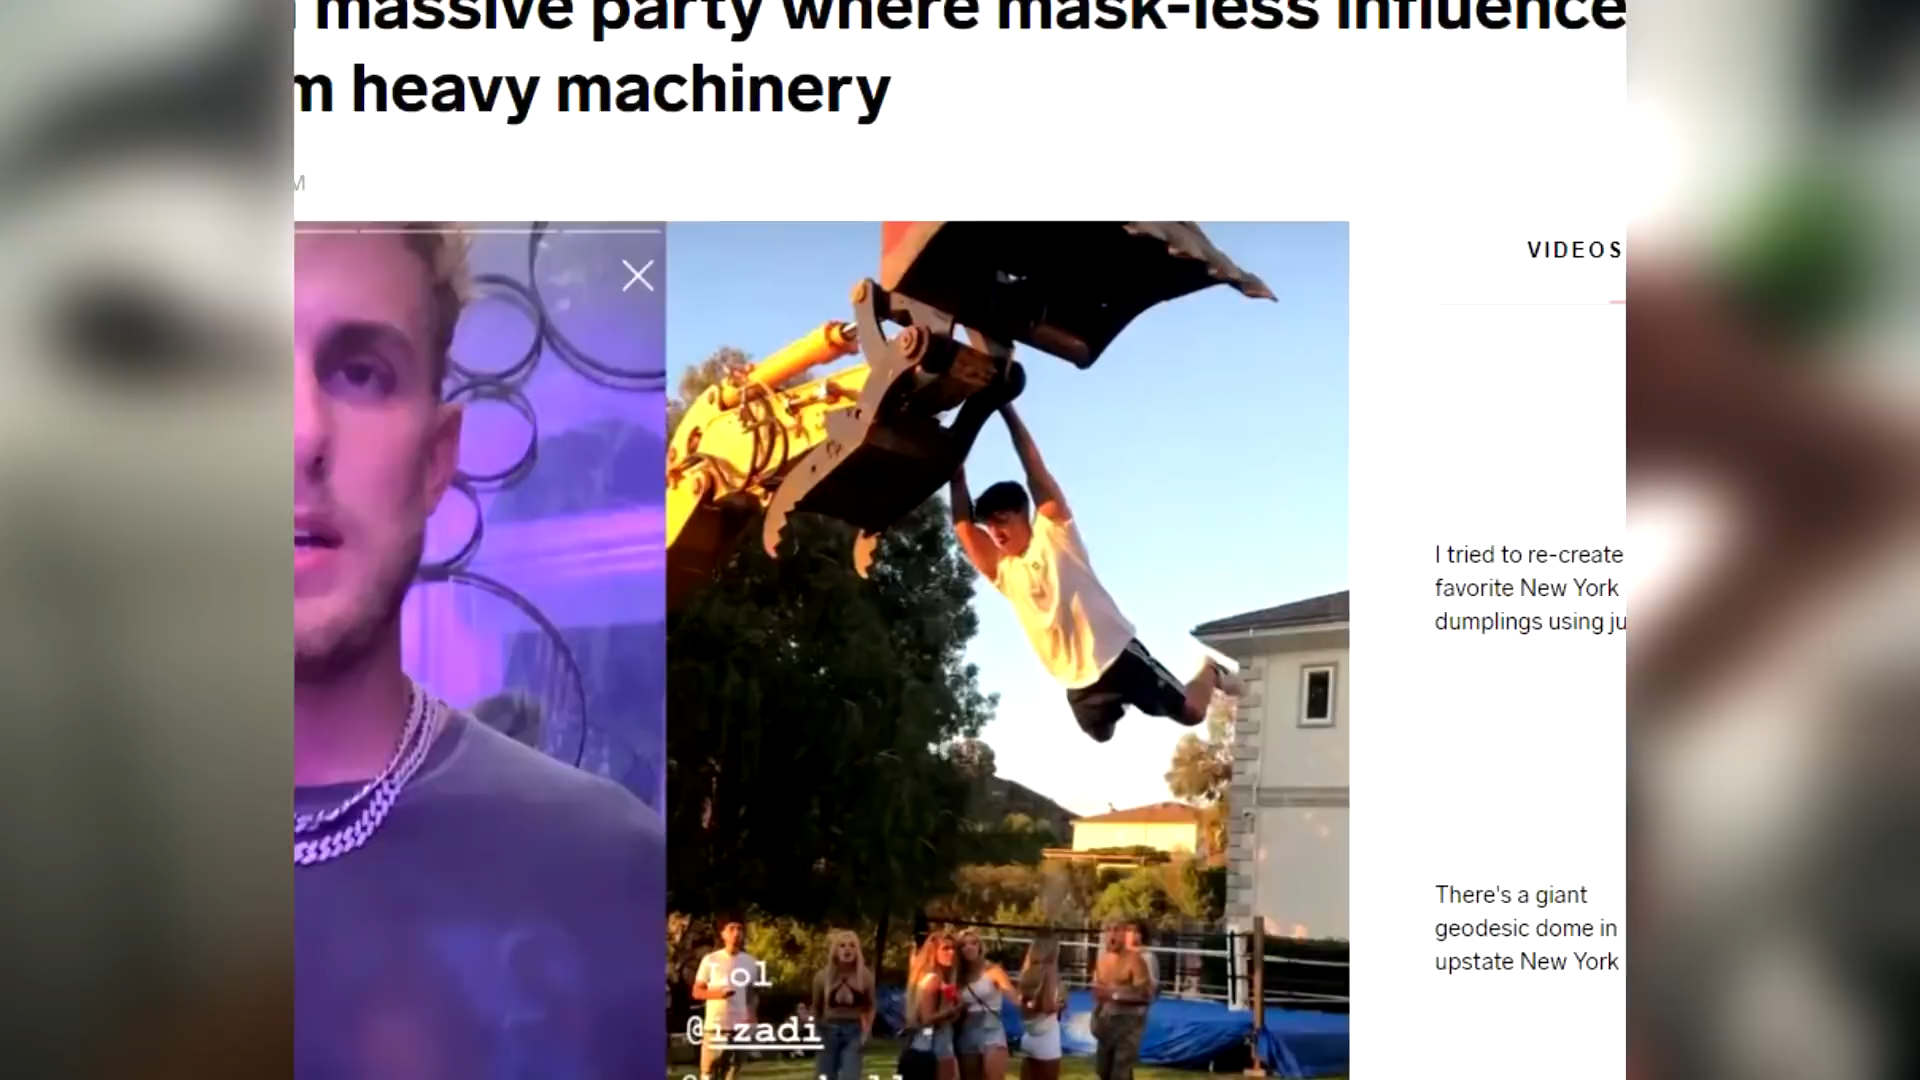 massive party where mask-less influence
m heavy machinery
M
VIDEOS
I tried to re-create
favorite New York
dumplings using ju
There's a giant
geodesic dome in
upstate New York
Lol
@izadi